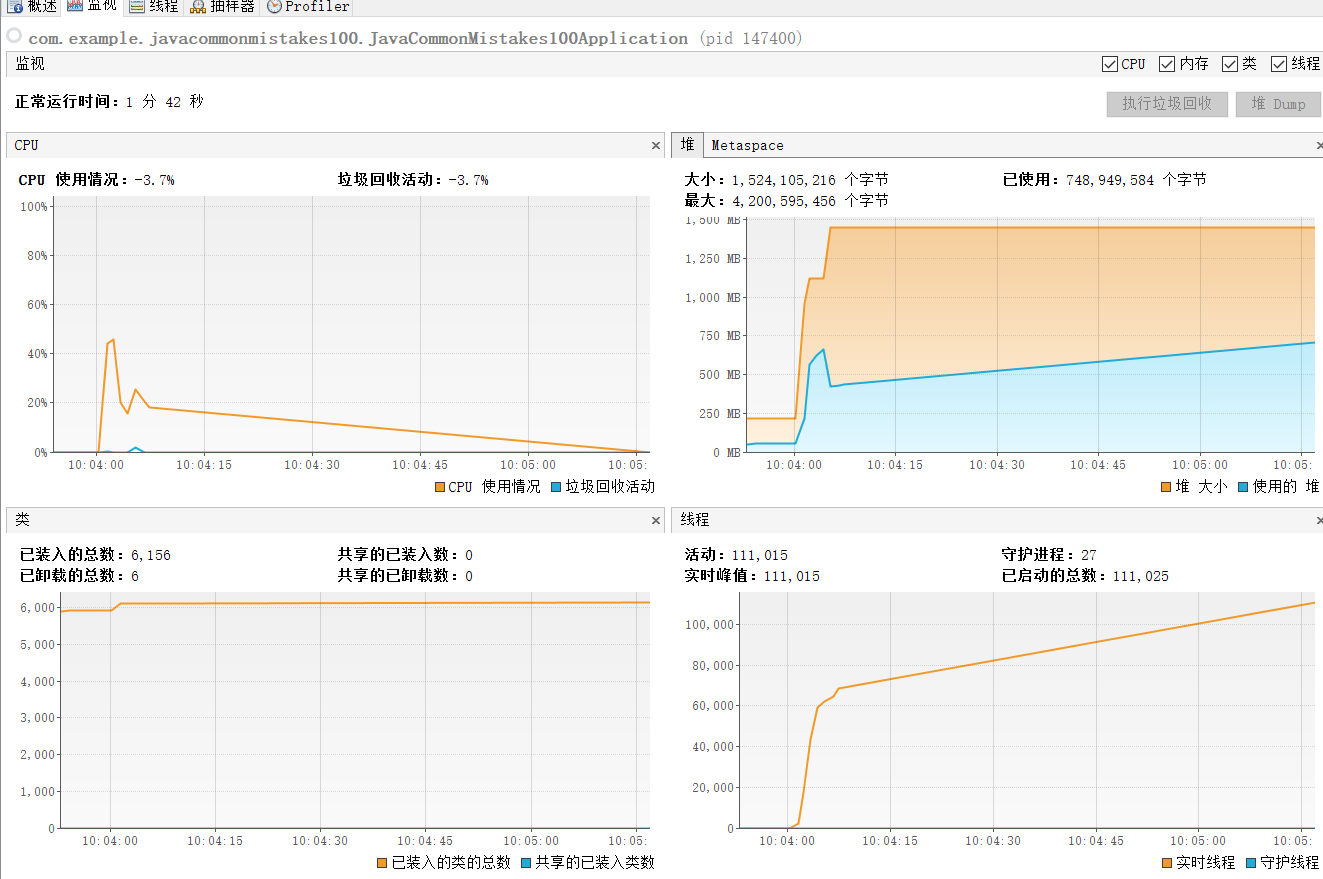 概述 监视 线程 抽样器 Profiler
com.example.javacommonmistakes100.JavaCommonMistakes100Application (pid 147400)
监视 CPU 内存 类 线程
正常运行时间: 1 分 42 秒 执行垃圾回收 堆 Dump
CPU
CPU 使用情况: -3.7% 垃圾回收活动: -3.7%
100%
80%
60%
40%
20%
0%
10:04:00 10:04:15 10:04:30 10:04:45 10:05:00 10:05:
CPU 使用情况 垃圾回收活动
堆 Metaspace
大小: 1,524,105,216 个字节 已使用: 748,949,584 个字节
最大: 4,200,595,456 个字节
1,500 MB
1,250 MB
1,000 MB
750 MB
500 MB
250 MB
0 MB
10:04:00 10:04:15 10:04:30 10:04:45 10:05:00 10:05:
堆 大小 使用的 堆
类
已装入的总数: 6,156 共享的已装入数: 0
已卸载的总数: 6 共享的已卸载数: 0
6,000
5,000
4,000
3,000
2,000
1,000
0
10:04:00 10:04:15 10:04:30 10:04:45 10:05:00 10:05:
已装入的类的总数 共享的已装入类数
线程
活动: 111,015 守护进程: 27
实时峰值: 111,015 已启动的总数: 111,025
100,000
80,000
60,000
40,000
20,000
0
10:04:00 10:04:15 10:04:30 10:04:45 10:05:00 10:05:
实时线程 守护线程